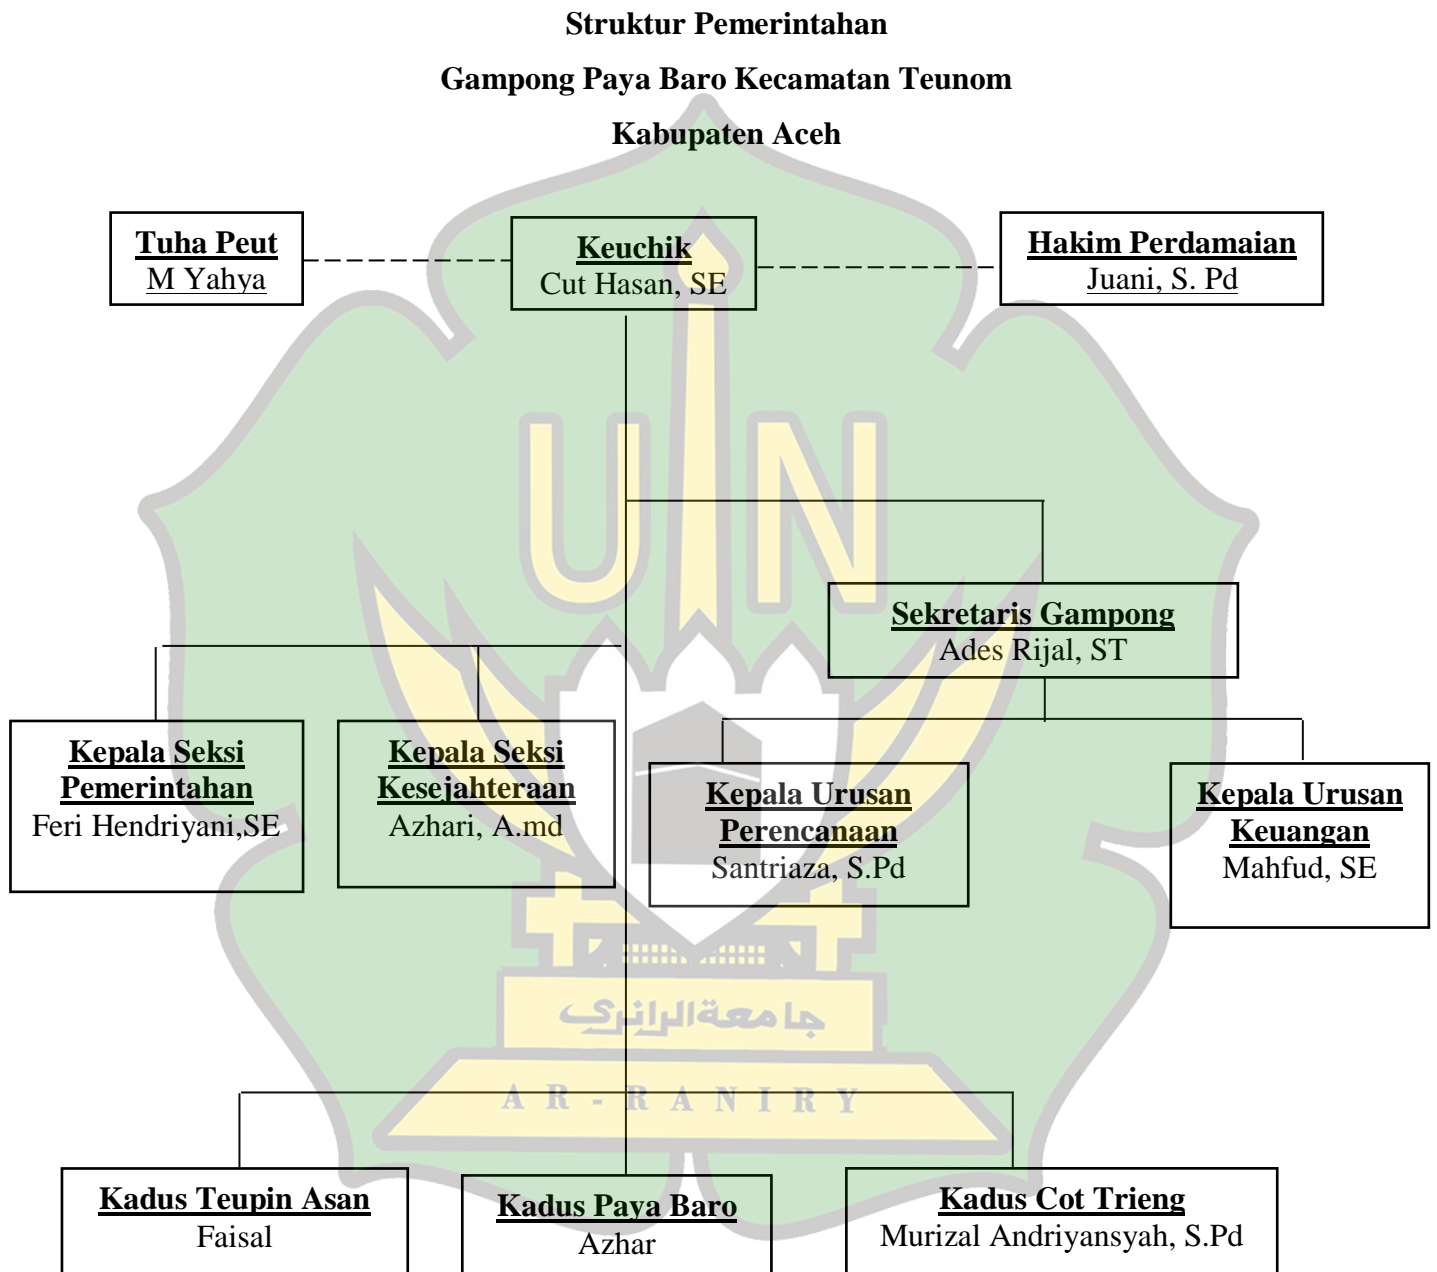 Struktur Pemerintahan
Gampong Paya Baro Kecamatan Teunom
Kabupaten Aceh
Tuha Peut
M Yahya
Keuchik
Cut Hasan, SE
Hakim Perdamaian
Juani, S. Pd
UIN
Sekretaris Gampong
Ades Rijal, ST
Kepala Seksi
Pemerintahan
Feri Hendriyani,SE
Kepala Seksi
Kesejahteraan
Azhari, A.md
Kepala Urusan
Perencanaan
Santriaza, S.Pd
Kepala Urusan
Keuangan
Mahfud, SE
جامعة الرانري
AR-RANIRY
Kadus Teupin Asan
Faisal
Kadus Paya Baro
Azhar
Kadus Cot Trieng
Murizal Andriyansyah, S.Pd